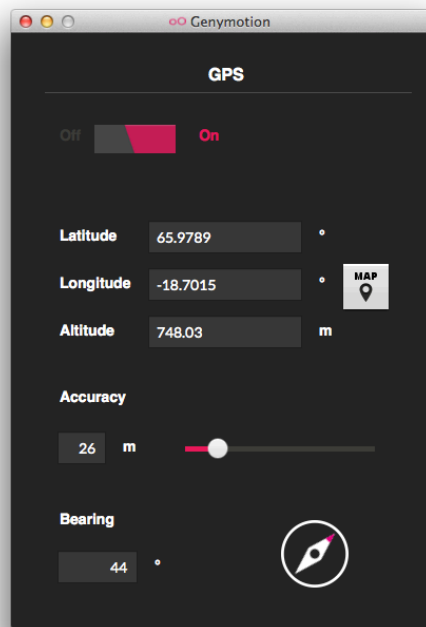 Genymotion
GPS
Off On
Latitude 65.9789 °
Longitude -18.7015 ° MAP
Altitude 748.03 m
Accuracy
26 m
Bearing
44 °